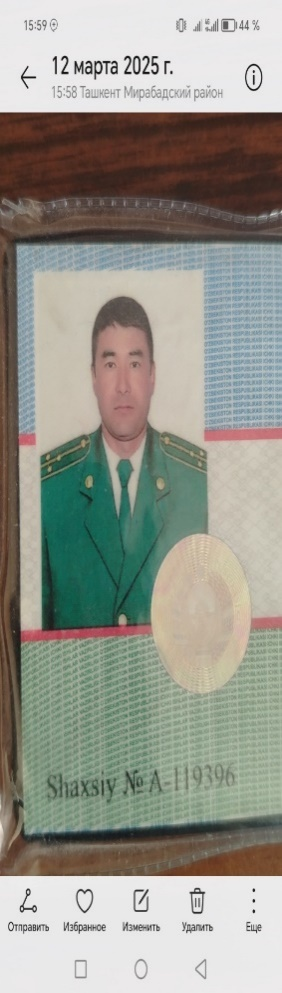 15:59
44 %
12 марта 2025 г.
15:58 Ташкент Мирабадский район
Shaxsiy № A-119396
Отправить
Избранное
Изменить
Удалить
Еще